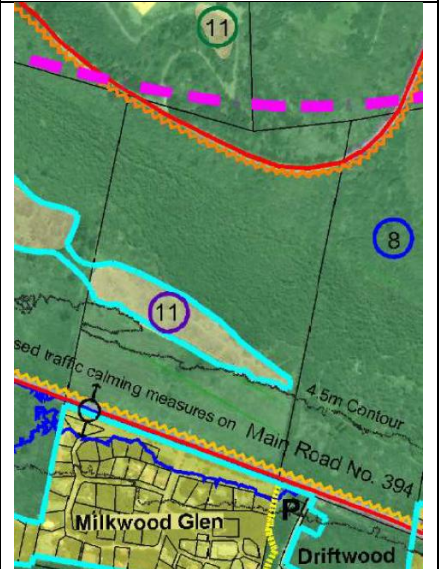 11
8
11
4.5m Contour
sed traffic calming measures on Main Road No. 394
P
Milkwood Glen
Driftwood